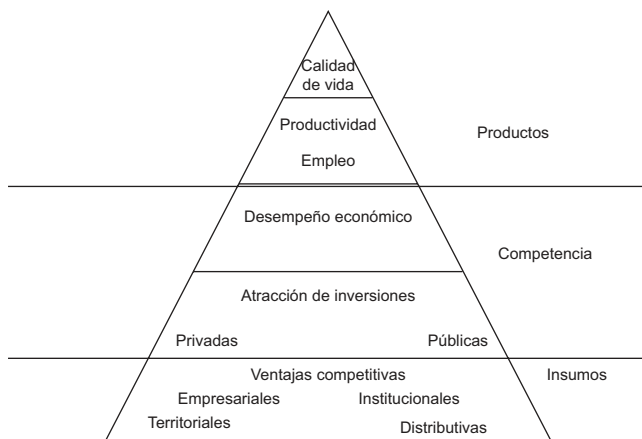 Calidad
de vida
Productividad
Productos
Empleo
Desempeño económico
Competencia
Atracción de inversiones
Privadas Públicas
Ventajas competitivas Insumos
Empresariales Institucionales
Territoriales Distributivas